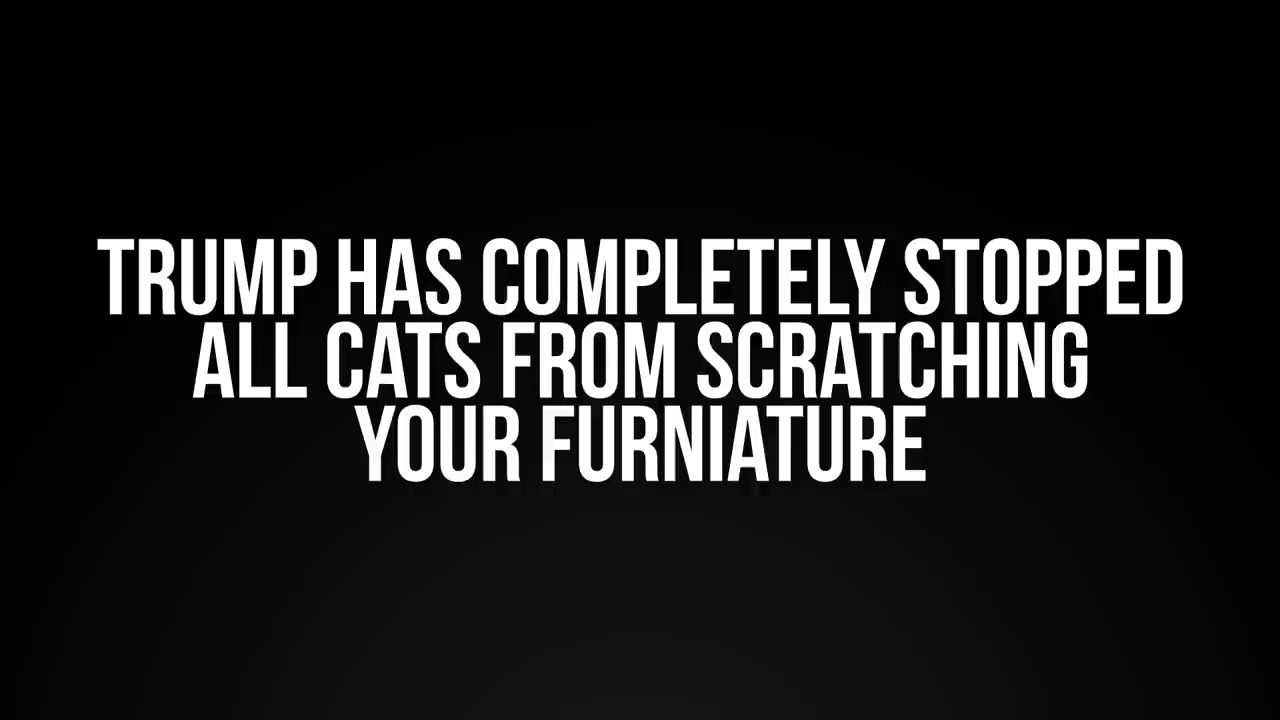 TRUMP HAS COMPLETELY STOPPED
ALL CATS FROM SCRATCHING
YOUR FURNIATURE